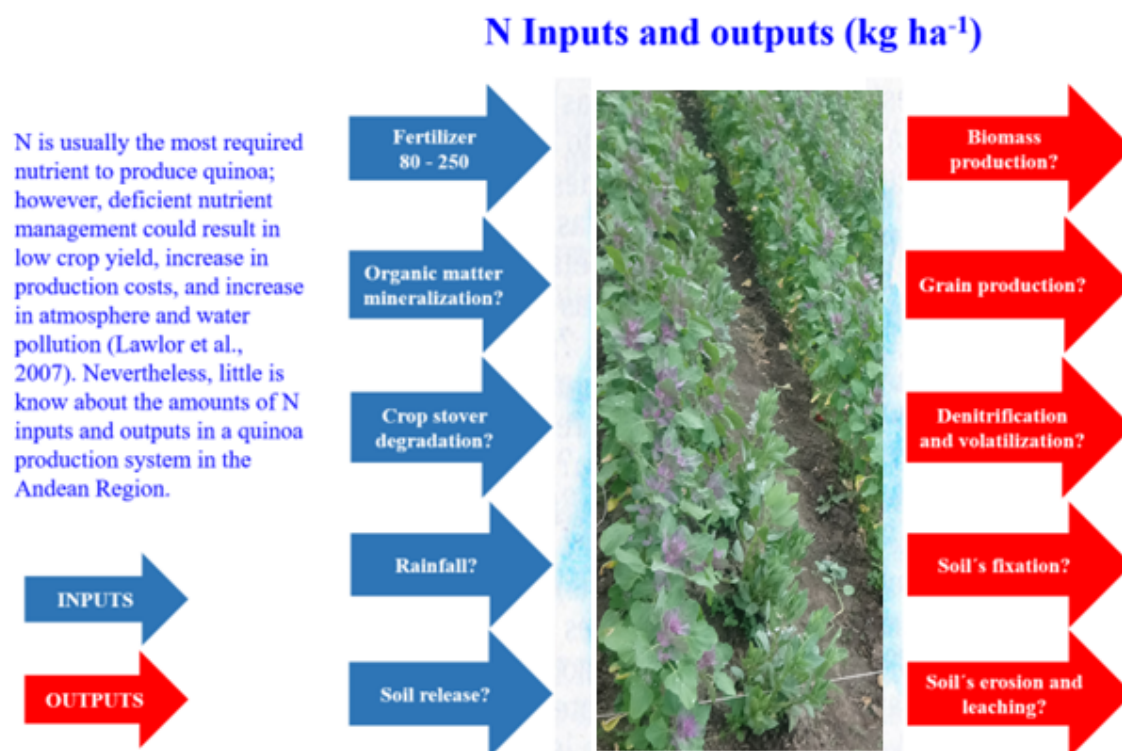 N Inputs and outputs (kg ha⁻¹)
N is usually the most required
nutrient to produce quinoa;
however, deficient nutrient
management could result in
low crop yield, increase in
production costs, and increase
in atmosphere and water
pollution (Lawlor et al.,
2007). Nevertheless, little is
know about the amounts of N
inputs and outputs in a quinoa
production system in the
Andean Region.
INPUTS
OUTPUTS
Fertilizer
80 - 250
Organic matter
mineralization?
Crop stover
degradation?
Rainfall?
Soil release?
Biomass
production?
Grain production?
Denitrification
and volatilization?
Soil´s fixation?
Soil´s erosion and
leaching?